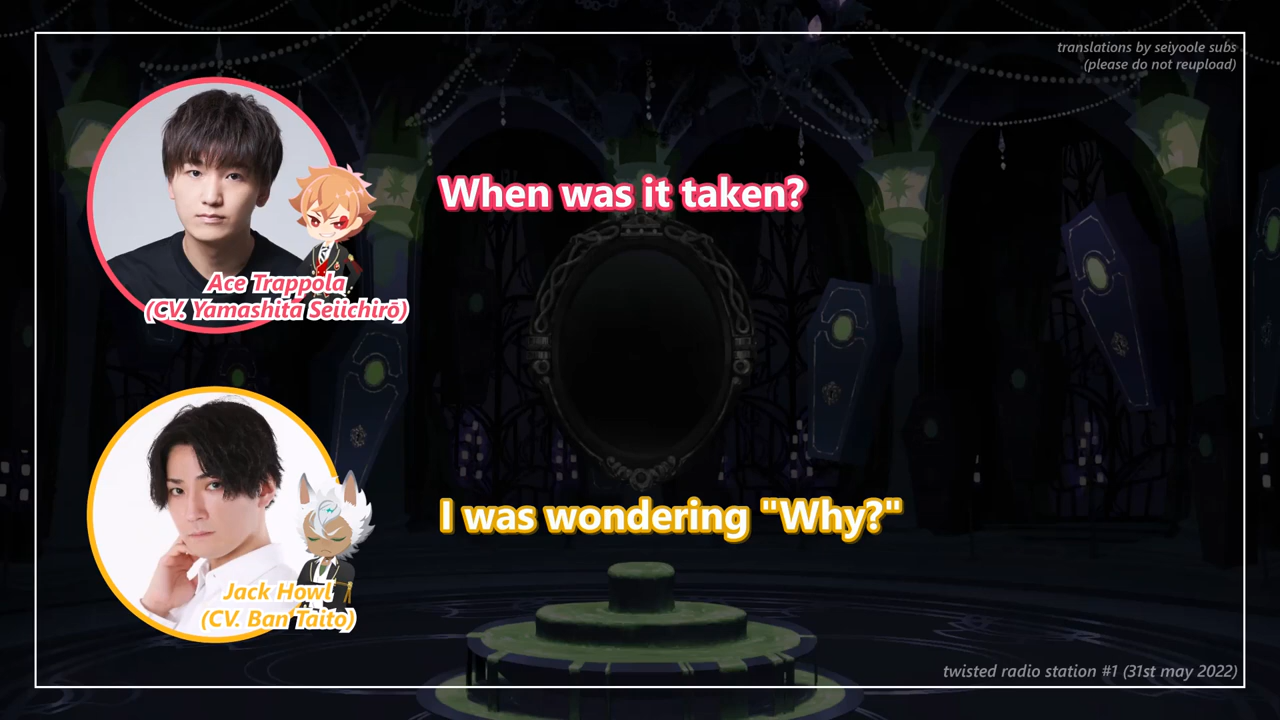 translations by seiyoole subs
(please do not reupload)
When was it taken?
Ace Trappola
(CV. Yamashita Seiichirō)
I was wondering "Why?"
Jack Howl
(CV. Ban Taito)
twisted radio station #1 (31st may 2022)